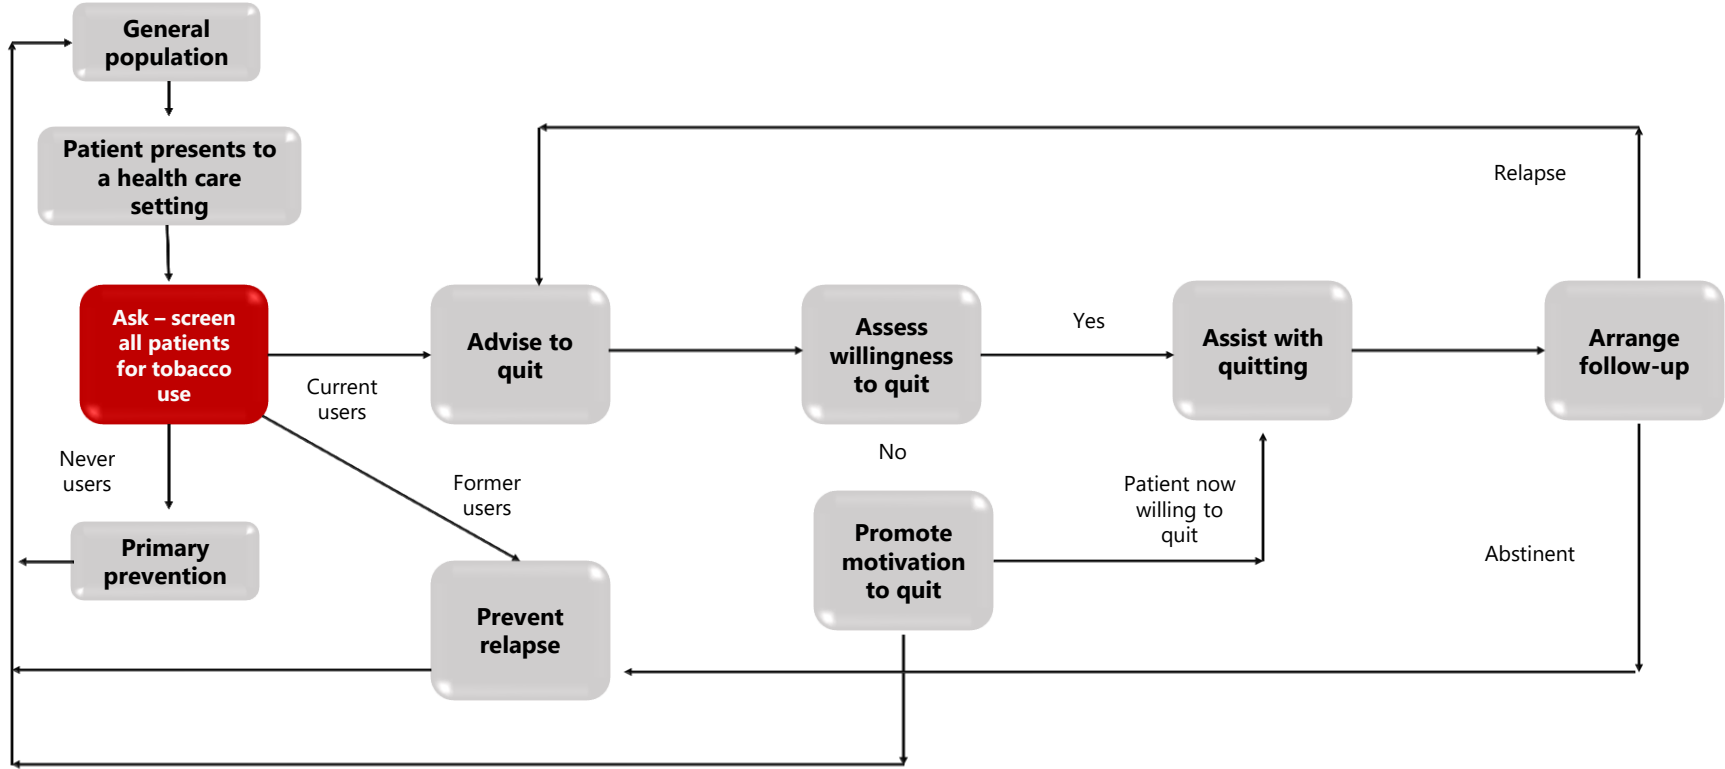 General
population
Patient presents to
a health care
setting
Ask – screen
all patients
for tobacco
use
Current
users
Never
users
Former
users
Primary
prevention
Prevent
relapse
Advise to
quit
Assess
willingness
to quit
Yes
No
Promote
motivation
to quit
Patient now
willing to
quit
Assist with
quitting
Arrange
follow-up
Relapse
Abstinent